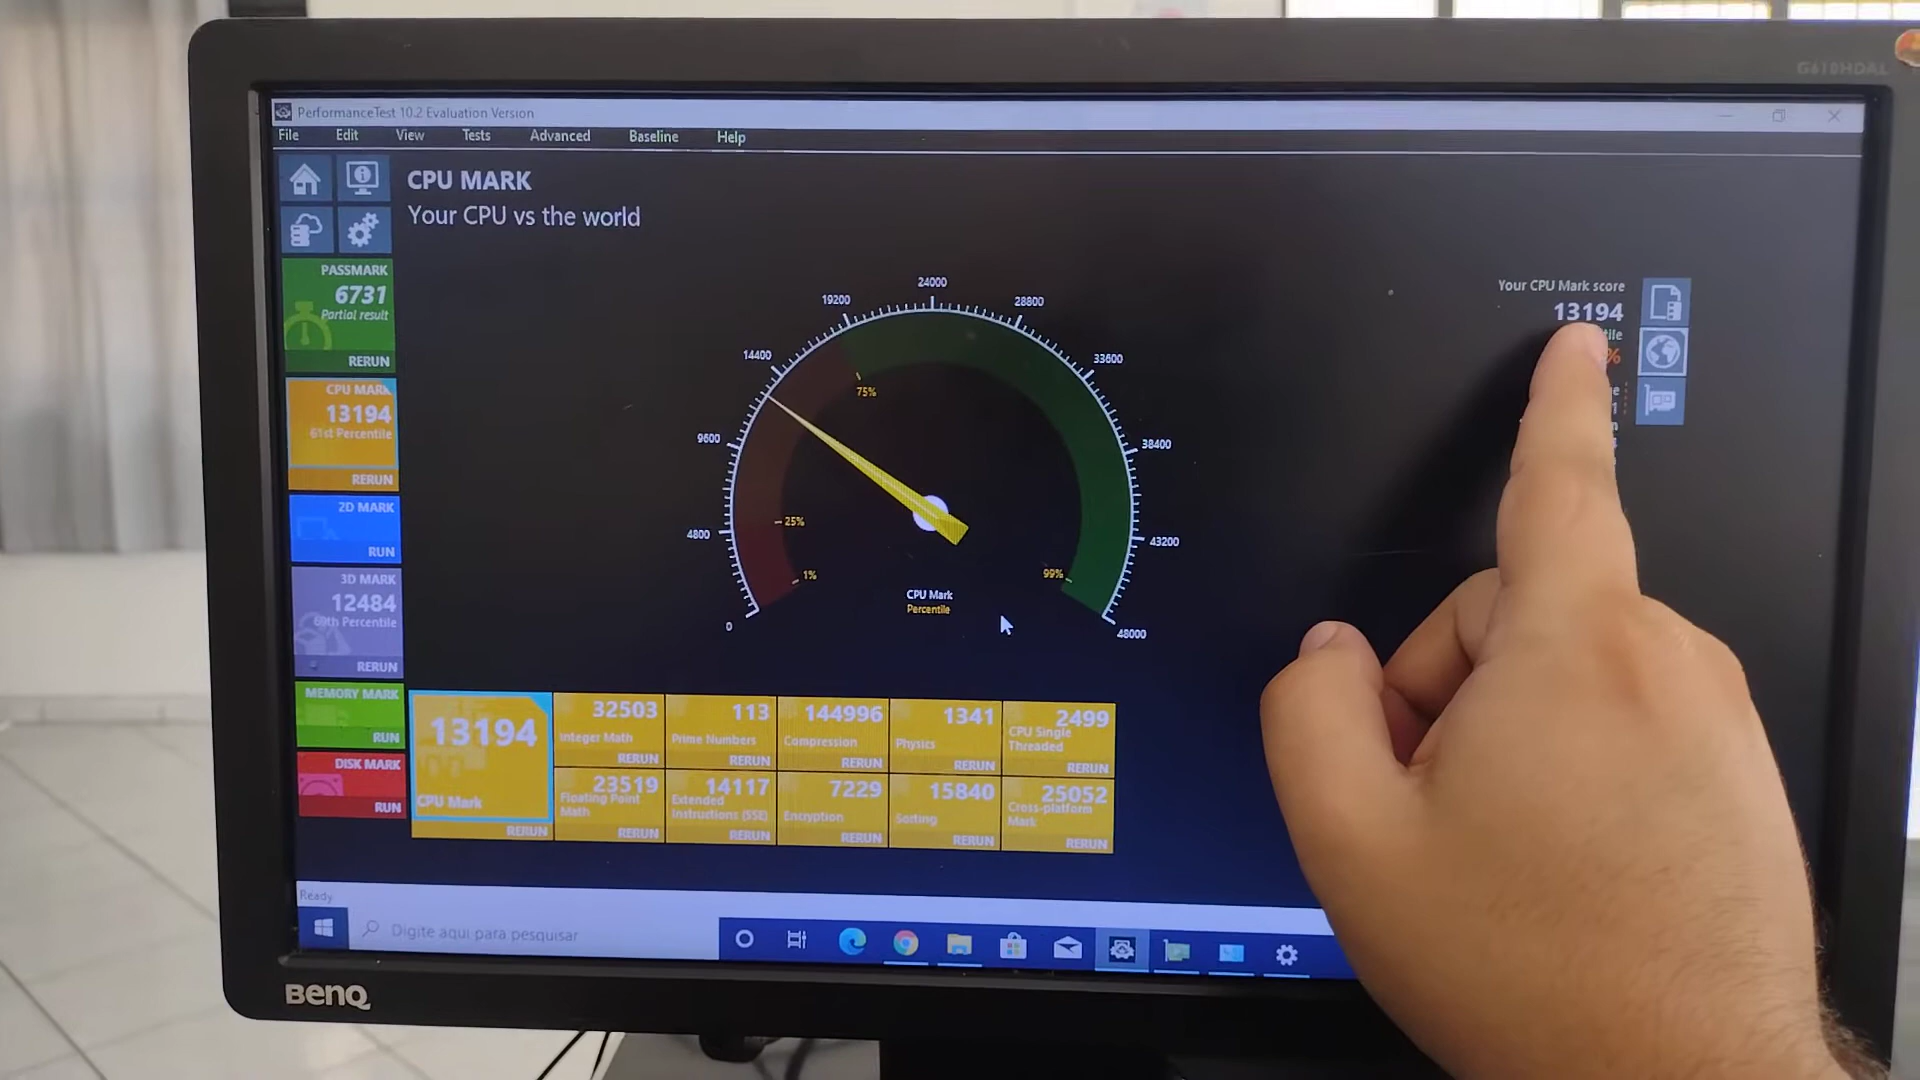 G610HDAL
PerformanceTest 10.2 Evaluation Version
File Edit View Tests Advanced Baseline Help
CPU MARK
Your CPU vs the world
PASSMARK
6731
Partial result
RERUN
CPU MARK
13194
61st Percentile
RERUN
2D MARK
RUN
3D MARK
12484
69th Percentile
RERUN
MEMORY MARK
RUN
DISK MARK
RUN
0
4800
9600
14400
19200
24000
28800
33600
38400
43200
48000
1%
25%
75%
99%
CPU Mark
Percentile
Your CPU Mark score
13194
tile
%
13194
CPU Mark
RERUN
32503
Integer Math
RERUN
113
Prime Numbers
RERUN
144996
Compression
RERUN
1341
Physics
RERUN
2499
CPU Single
Threaded
RERUN
23519
Floating Point
Math
RERUN
14117
Extended
Instructions (SSE)
RERUN
7229
Encryption
RERUN
15840
Sorting
RERUN
25052
Cross-platform
Mark
RERUN
Ready
Digite aqui para pesquisar
BenQ